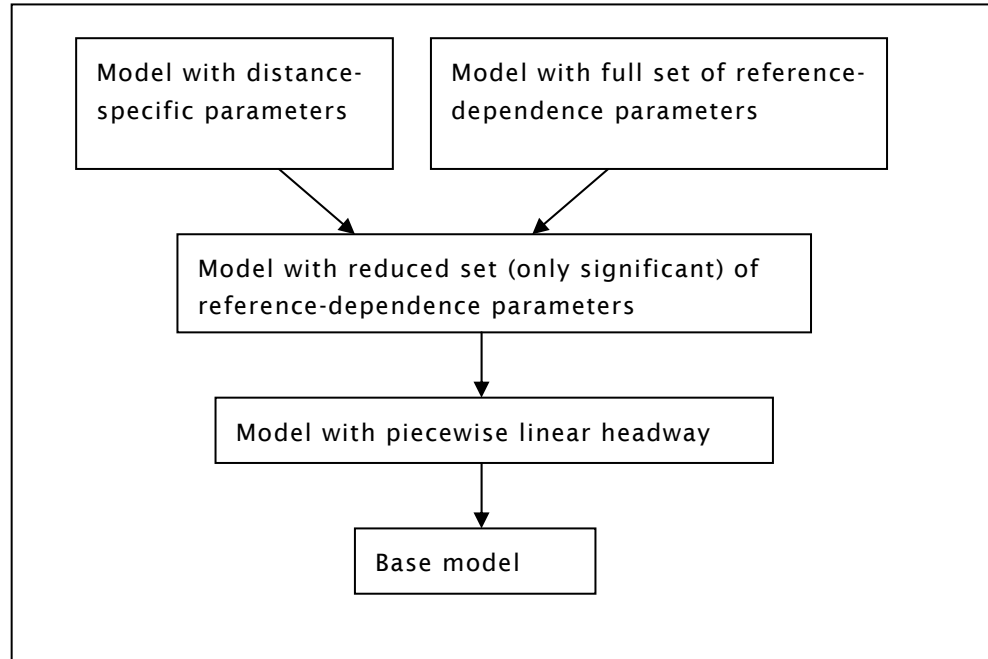 Model with distance-
specific parameters
Model with full set of reference-
dependence parameters
Model with reduced set (only significant) of
reference-dependence parameters
Model with piecewise linear headway
Base model